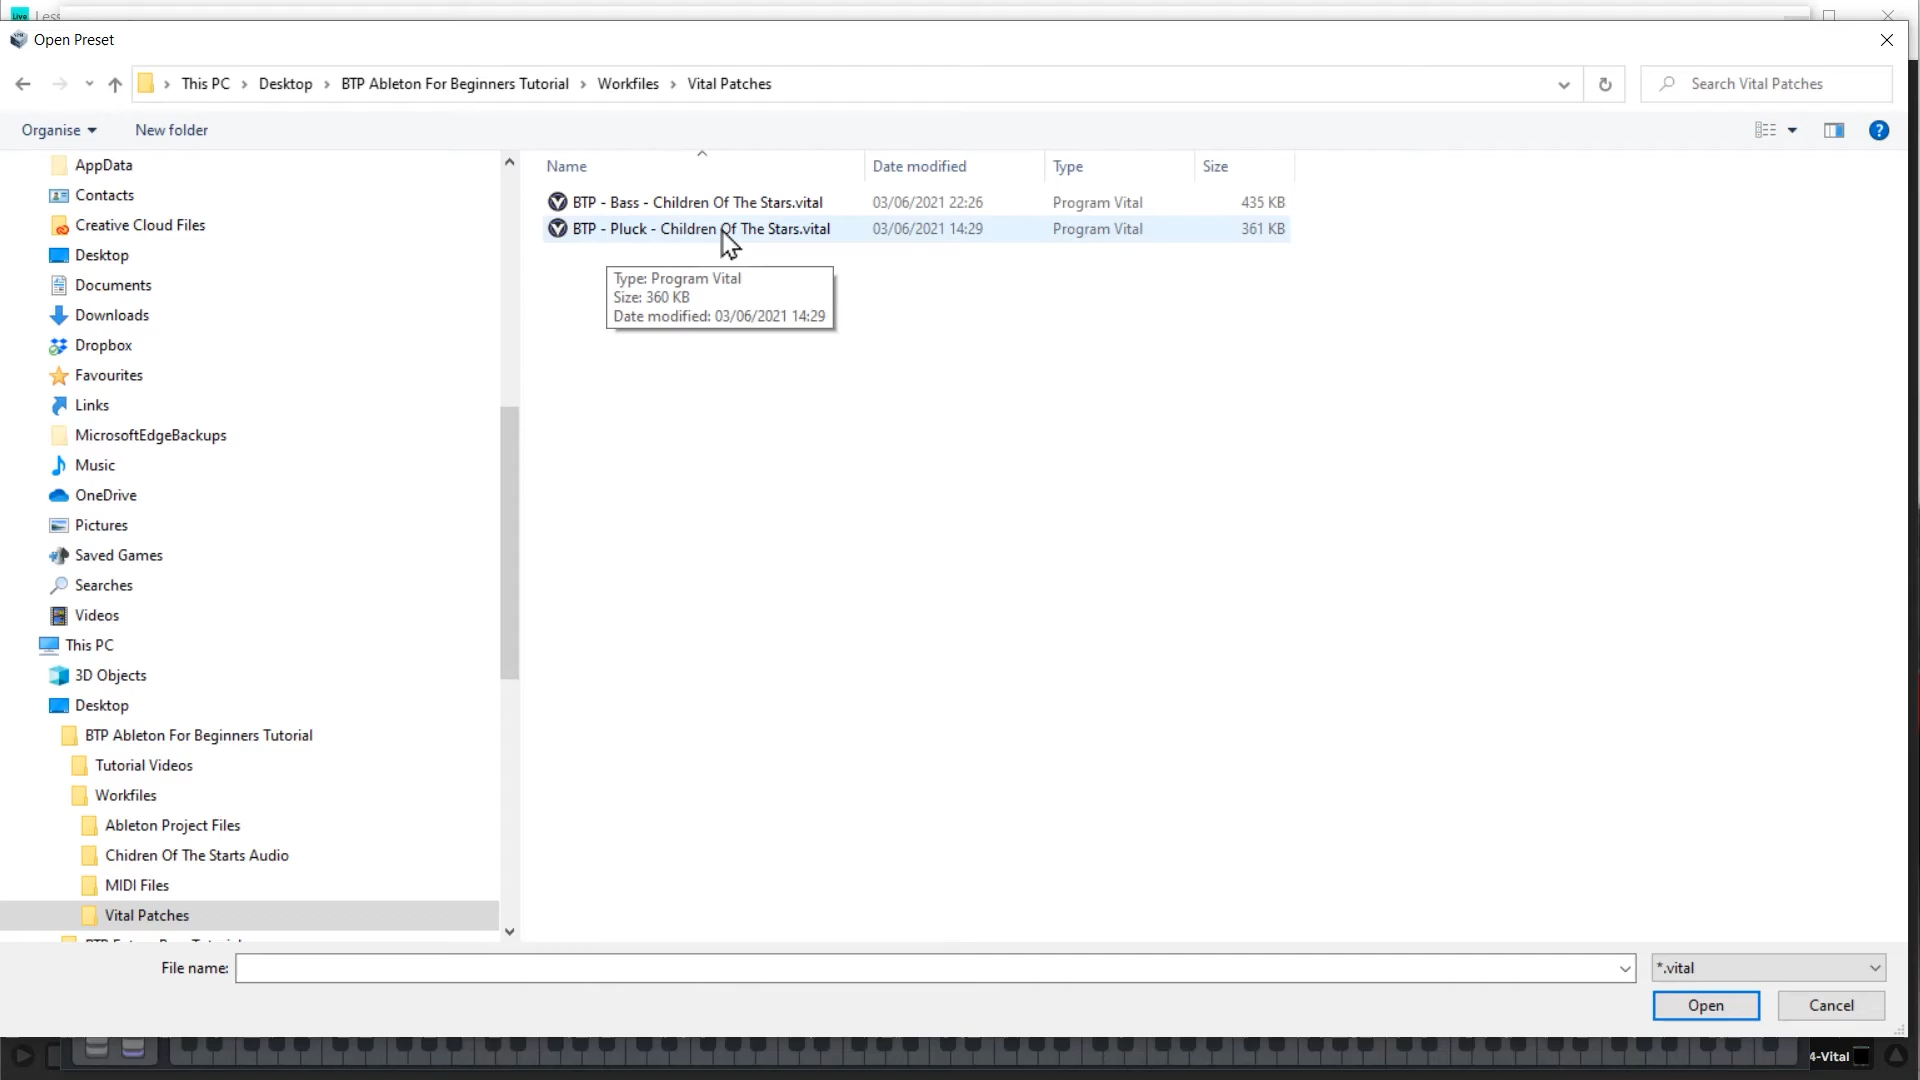 Live Less
Open Preset
This PC > Desktop > BTP Ableton For Beginners Tutorial > Workfiles > Vital Patches
Search Vital Patches
Organise
New folder
?
AppData
Contacts
Creative Cloud Files
Desktop
Documents
Downloads
Dropbox
Favourites
Links
MicrosoftEdgeBackups
Music
OneDrive
Pictures
Saved Games
Searches
Videos
This PC
3D Objects
Desktop
BTP Ableton For Beginners Tutorial
Tutorial Videos
Workfiles
Ableton Project Files
Chidren Of The Starts Audio
MIDI Files
Vital Patches
Name Date modified Type Size
BTP - Bass - Children Of The Stars.vital 03/06/2021 22:26 Program Vital 435 KB
BTP - Pluck - Children Of The Stars.vital 03/06/2021 14:29 Program Vital 361 KB
Type: Program Vital
Size: 360 KB
Date modified: 03/06/2021 14:29
File name:
*.vital
Open
Cancel
4-Vital